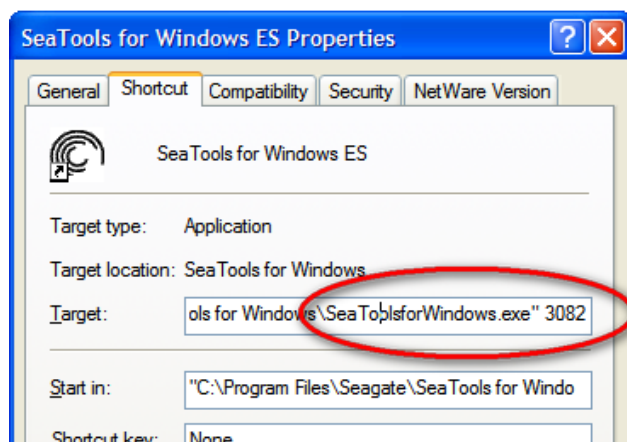 SeaTools for Windows ES Properties
General Shortcut Compatibility Security NetWare Version
SeaTools for Windows ES
Target type: Application
Target location: SeaTools for Windows
Target: ols for Windows\SeaToolsforWindows.exe" 3082
Start in: "C:\Program Files\Seagate\SeaTools for Windo
Shortcut key: None